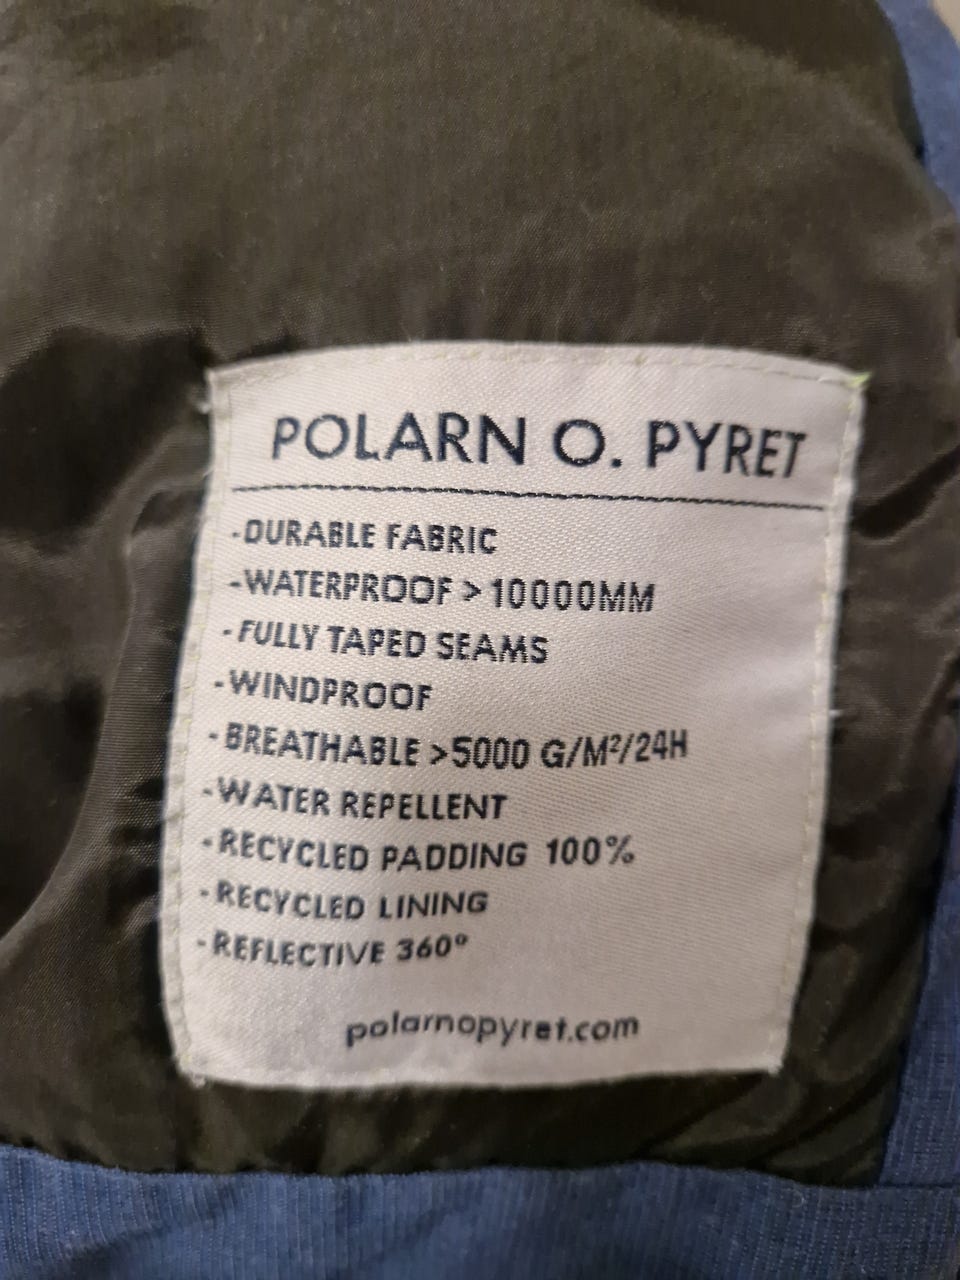 POLARN O. PYRET
-DURABLE FABRIC
-WATERPROOF > 10000MM
-FULLY TAPED SEAMS
-WINDPROOF
-BREATHABLE >5000 G/M²/24H
-WATER REPELLENT
-RECYCLED PADDING 100%
-RECYCLED LINING
-REFLECTIVE 360°
polarnopyret.com